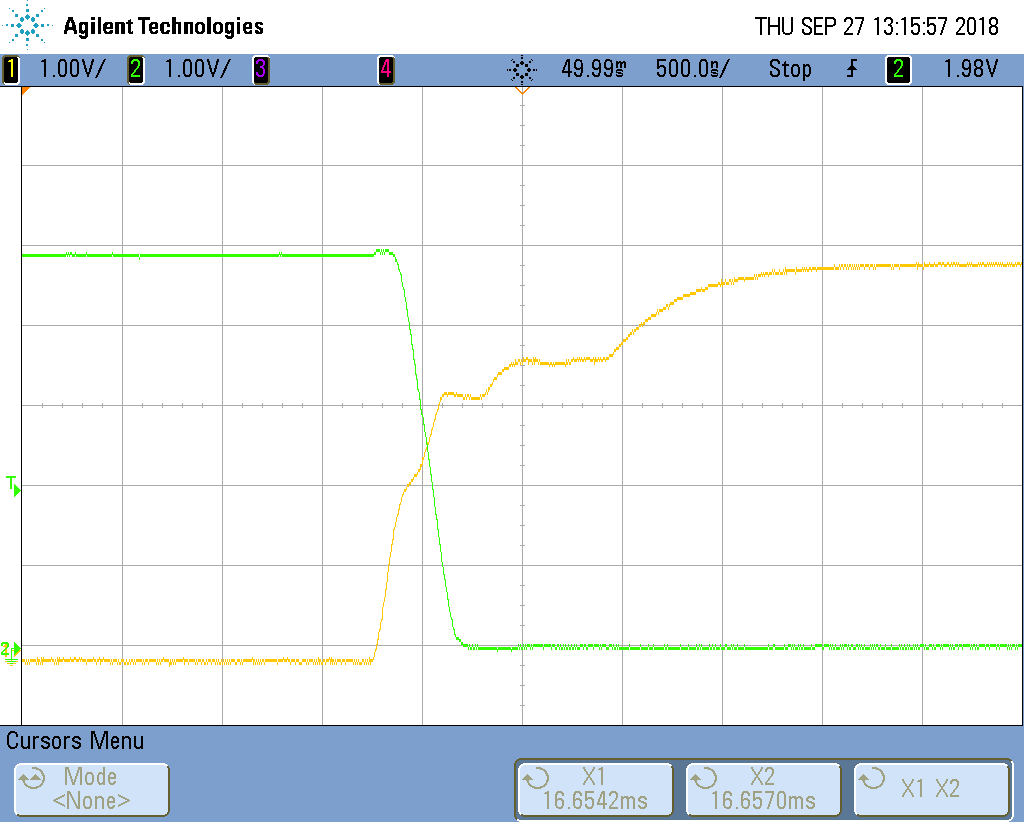 Agilent Technologies THU SEP 27 13:15:57 2018
1 1.00V/ 2 1.00V/ 3 4 49.99ms 500.0ns/ Stop 2 1.98V
T
2
Cursors Menu
Mode
<None>
X1
16.6542ms
X2
16.6570ms
X1 X2